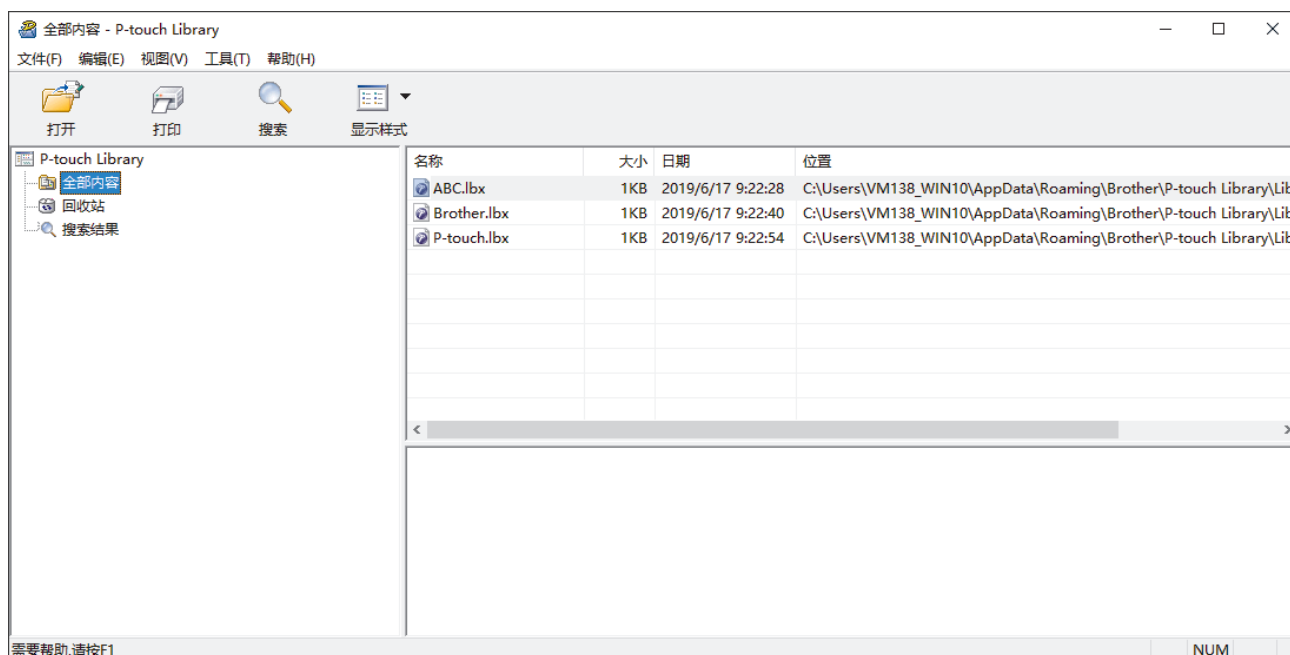 全部内容 - P-touch Library
文件(F) 编辑(E) 视图(V) 工具(T) 帮助(H)
打开 打印 搜索 显示样式
P-touch Library
全部内容
回收站
搜索结果
名称 大小 日期 位置
ABC.lbx 1KB 2019/6/17 9:22:28 C:\Users\VM138_WIN10\AppData\Roaming\Brother\P-touch Library\Lib
Brother.lbx 1KB 2019/6/17 9:22:40 C:\Users\VM138_WIN10\AppData\Roaming\Brother\P-touch Library\Lib
P-touch.lbx 1KB 2019/6/17 9:22:54 C:\Users\VM138_WIN10\AppData\Roaming\Brother\P-touch Library\Lib
需要帮助,请按F1 NUM